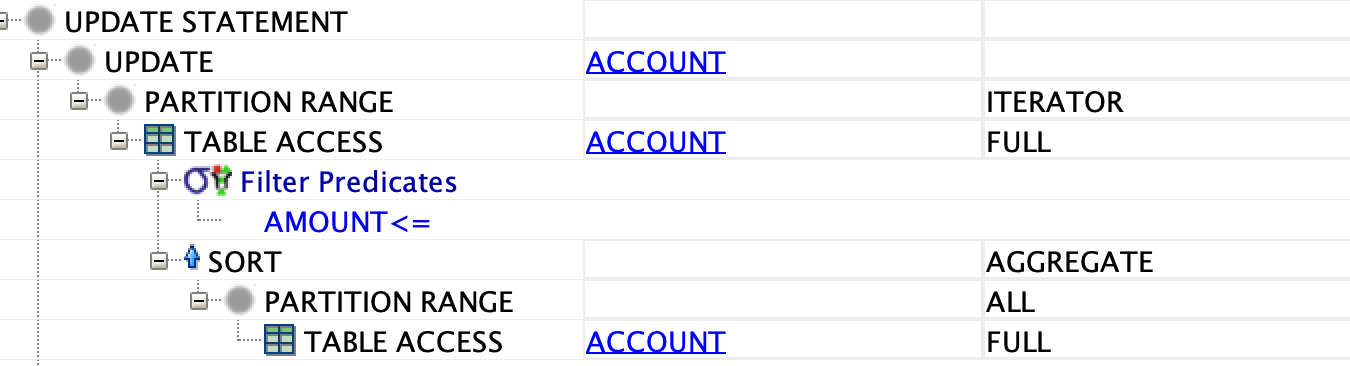 UPDATE STATEMENT
UPDATE ACCOUNT
PARTITION RANGE ITERATOR
TABLE ACCESS ACCOUNT FULL
Filter Predicates
AMOUNT<=
SORT AGGREGATE
PARTITION RANGE ALL
TABLE ACCESS ACCOUNT FULL